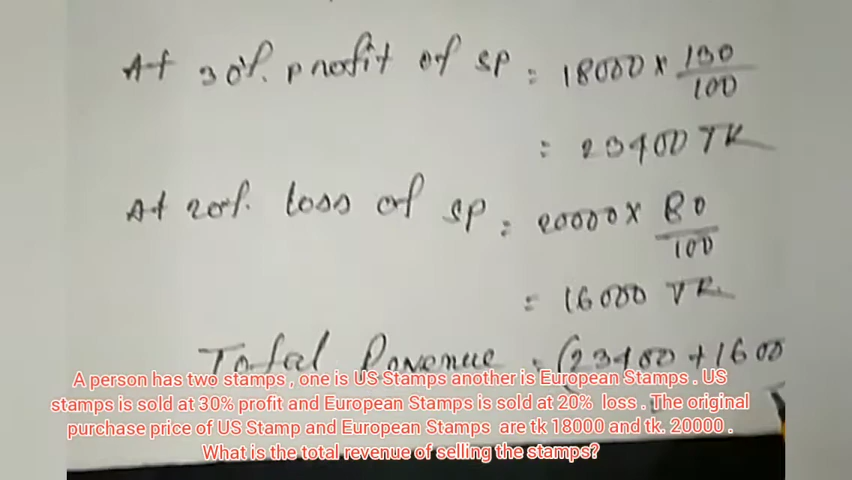 At 30% profit of SP = 18000 x 130
100
= 23400 TK
At 20% loss of SP = 20000 x 80
100
= 16000 TK.
Total Revenue = (23400 + 1600
A person has two stamps , one is US Stamps another is European Stamps . US
stamps is sold at 30% profit and European Stamps is sold at 20% loss . The original
purchase price of US Stamp and European Stamps are tk 18000 and tk. 20000 .
What is the total revenue of selling the stamps?